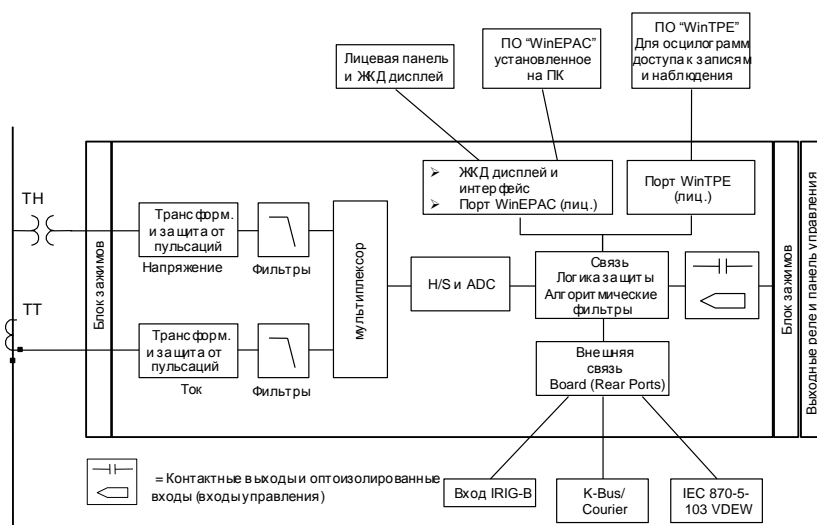 ПО “WinTPE”
Для осцилограмм
доступа к записям
и наблюдения
ПО “WinEPAC”
установленное
на ПК
Лицевая панель
и ЖКД дисплей
ТН
ТТ
Блок зажимов
Трансформ.
и защита от
пульсаций
Напряжение
Фильтры
Трансформ.
и защита от
пульсаций
Ток
Фильтры
мультиплексор
H/S и ADC
➢ ЖКД дисплей и
интерфейс
➢ Порт WinEPAC (лиц.)
Порт WinTPE
(лиц.)
Связь
Логика защиты
Алгоритмические
фильтры
Внешняя
связь
Board (Rear Ports)
Блок зажимов
Выходные реле и панель управления
= Контактные выходы и оптоизолированные
входы (входы управления)
Вход IRIG-B
K-Bus/
Courier
IEC 870-5-
103 VDEW